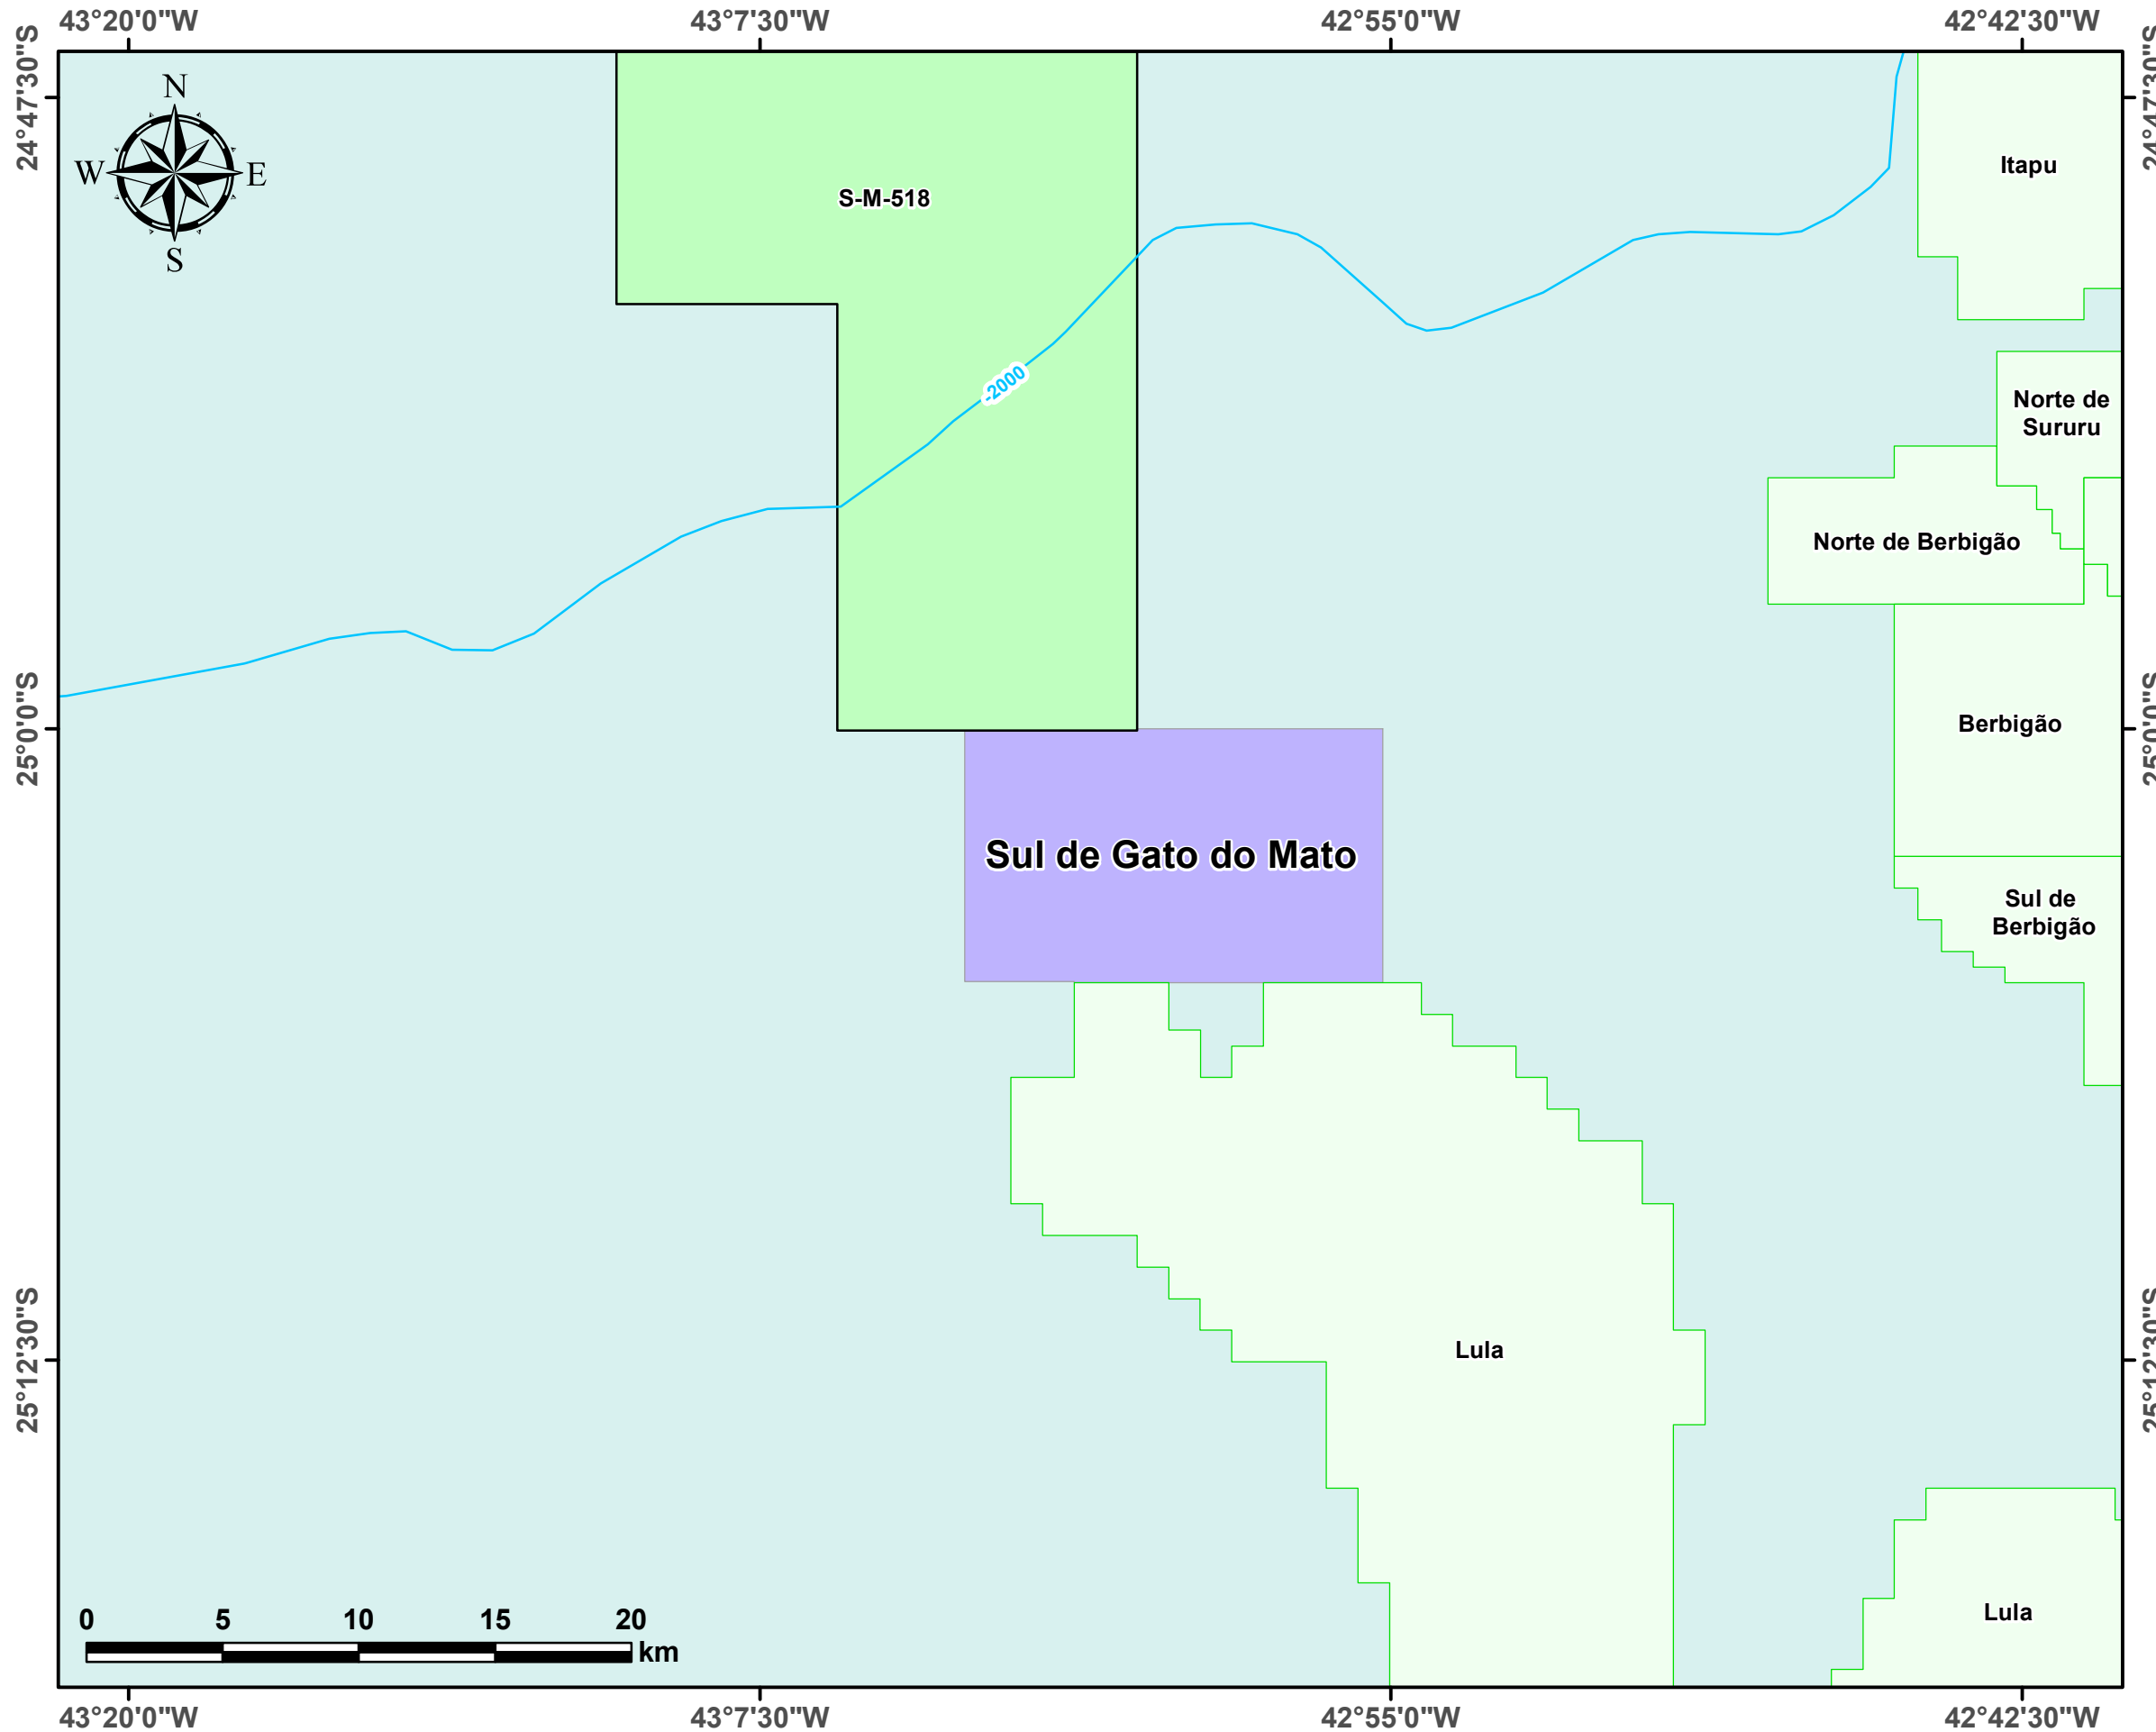 43°20'0"W 43°7'30"W 42°55'0"W 42°42'30"W
24°47'30"S 24°47'30"S
N
W E
S
S-M-518
Itapu
-2000
Norte de
Sururu
Norte de Berbigão
25°0'0"S 25°0'0"S
Berbigão
Sul de Gato do Mato
Sul de
Berbigão
25°12'30"S 25°12'30"S
Lula
Lula
0 5 10 15 20
km
43°20'0"W 43°7'30"W 42°55'0"W 42°42'30"W